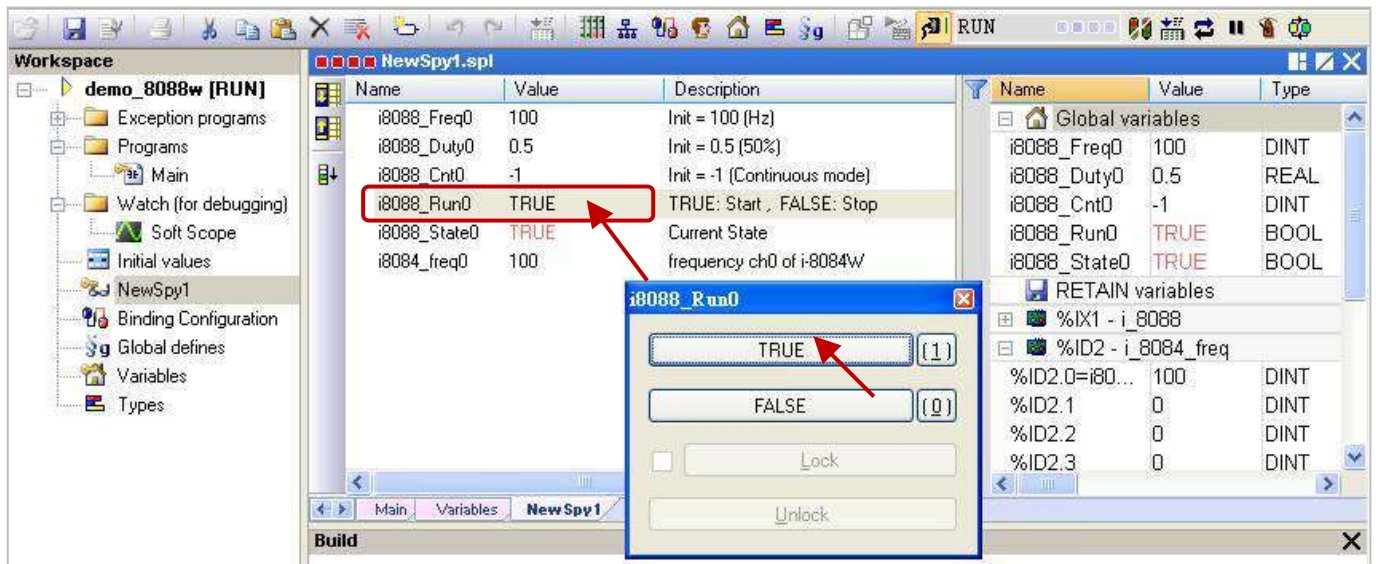 RUN
Workspace
demo_8088w [RUN]
Exception programs
Programs
Main
Watch (for debugging)
Soft Scope
Initial values
NewSpy1
Binding Configuration
Global defines
Variables
Types
NewSpy1.spl
Name Value Description
i8088_Freq0 100 Init = 100 (Hz)
i8088_Duty0 0.5 Init = 0.5 (50%)
i8088_Cnt0 -1 Init = -1 (Continuous mode)
i8088_Run0 TRUE TRUE: Start , FALSE: Stop
i8088_State0 TRUE Current State
i8084_freq0 100 frequency ch0 of i-8084W
Main Variables NewSpy1
Build
i8088_Run0
TRUE (1)
FALSE (0)
Lock
Unlock
Name Value Type
Global variables
i8088_Freq0 100 DINT
i8088_Duty0 0.5 REAL
i8088_Cnt0 -1 DINT
i8088_Run0 TRUE BOOL
i8088_State0 TRUE BOOL
RETAIN variables
%IX1 - i_8088
%ID2 - i_8084_freq
%ID2.0=i80... 100 DINT
%ID2.1 0 DINT
%ID2.2 0 DINT
%ID2.3 0 DINT